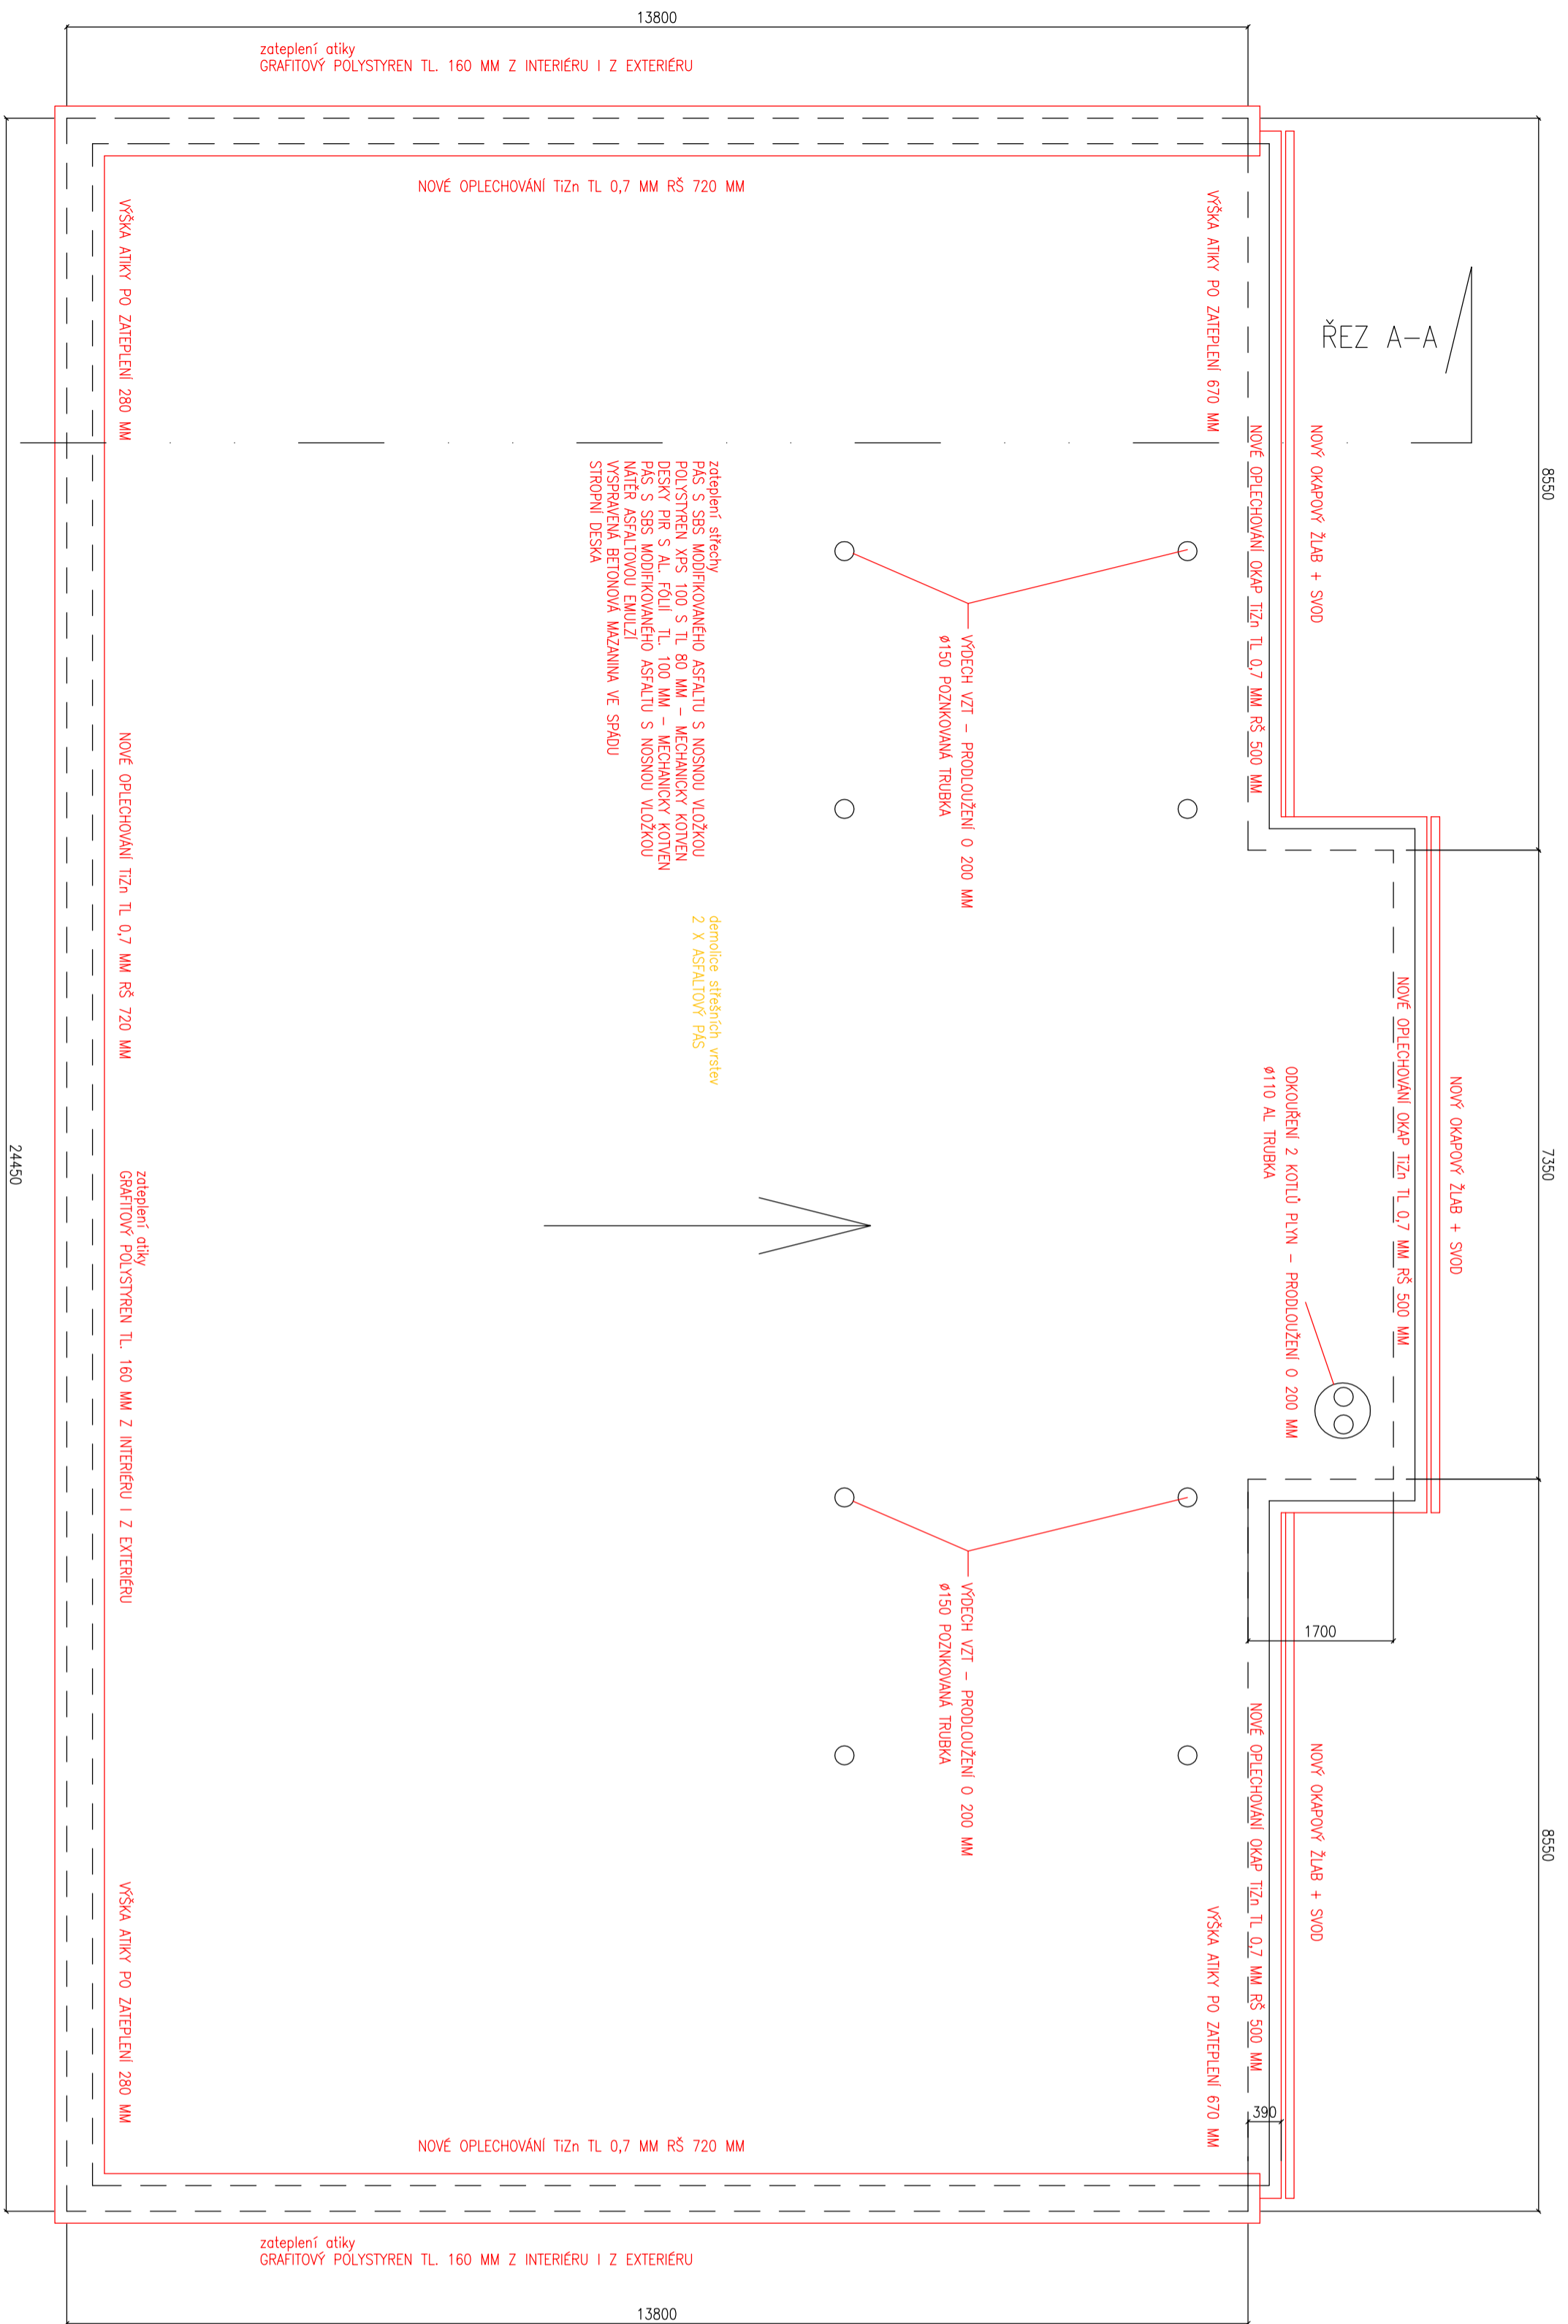 13800
zateplení atiky
GRAFITOVÝ POLYSTYREN TL. 160 MM Z INTERIÉRU I Z EXTERIÉRU
NOVÉ OPLECHOVÁNÍ TiZn TL 0,7 MM RŠ 720 MM
VÝŠKA ATIKY PO ZATEPLENÍ 280 MM
VÝŠKA ATIKY PO ZATEPLENÍ 670 MM
ŘEZ A-A
8550
NOVÝ OKAPOVÝ ŽLAB + SVOD
NOVÉ OPLECHOVÁNÍ OKAP TiZn TL 0,7 MM RŠ 500 MM
zateplení střechy
PÁS S SBS MODIFIKOVANÉHO ASFALTU S NOSNOU VLOŽKOU
POLYSTYREN XPS 100 S TL 80 MM - MECHANICKY KOTVEN
DESKY PIR S AL. FÓLIÍ TL. 100 MM - MECHANICKY KOTVEN
PÁS S SBS MODIFIKOVANÉHO ASFALTU S NOSNOU VLOŽKOU
NÁTĚR ASFALTOVOU EMULZÍ
VYSPRAVENÁ BETONOVÁ MAZANINA VE SPÁDU
STROPNÍ DESKA
VÝDECH VZT - PRODLOUŽENÍ O 200 MM
ø150 POZNKOVANÁ TRUBKA
demolice střešních vrstev
2 X ASFALTOVÝ PÁS
NOVÉ OPLECHOVÁNÍ TiZn TL 0,7 MM RŠ 720 MM
7350
NOVÝ OKAPOVÝ ŽLAB + SVOD
NOVÉ OPLECHOVÁNÍ OKAP TiZn TL 0,7 MM RŠ 500 MM
ODKOUŘENÍ 2 KOTLŮ PLYN - PRODLOUŽENÍ O 200 MM
ø110 AL TRUBKA
24450
zateplení atiky
GRAFITOVÝ POLYSTYREN TL. 160 MM Z INTERIÉRU I Z EXTERIÉRU
VÝDECH VZT - PRODLOUŽENÍ O 200 MM
ø150 POZNKOVANÁ TRUBKA
1700
8550
NOVÝ OKAPOVÝ ŽLAB + SVOD
NOVÉ OPLECHOVÁNÍ OKAP TiZn TL 0,7 MM RŠ 500 MM
VÝŠKA ATIKY PO ZATEPLENÍ 670 MM
VÝŠKA ATIKY PO ZATEPLENÍ 280 MM
390
NOVÉ OPLECHOVÁNÍ TiZn TL 0,7 MM RŠ 720 MM
zateplení atiky
GRAFITOVÝ POLYSTYREN TL. 160 MM Z INTERIÉRU I Z EXTERIÉRU
13800